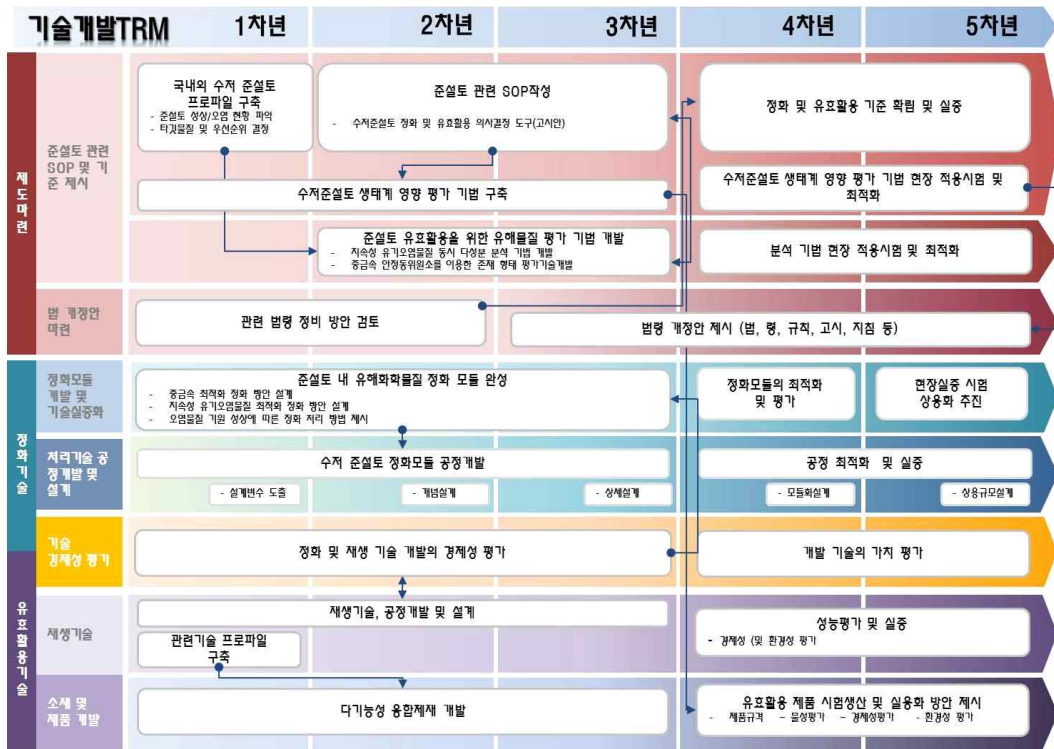 기술개발TRM
1차년
2차년
3차년
4차년
5차년
제도마련
준설토 관련
SOP 및 기
준 제시
국내외 수저 준설토
프로파일 구축
- 준설토 성상/오염 현황 파악
- 타깃물질 및 우선순위 결정
준설토 관련 SOP작성
- 수저준설토 정화 및 유효활용 의사결정 도구(고시안)
정화 및 유효활용 기준 확립 및 실증
수저준설토 생태계 영향 평가 기법 구축
수저준설토 생태계 영향 평가 기법 현장 적용시험 및
최적화
준설토 유효활용을 위한 유해물질 평가 기법 개발
- 지속성 유기오염물질 동시 다성분 분석 기법 개발
- 중금속 안정동위원소를 이용한 존재 형태 평가기술개발
분석 기법 현장 적용시험 및 최적화
법 개정안
마련
관련 법령 정비 방안 검토
법령 개정안 제시 (법, 령, 규칙, 고시, 지침 등)
정화기술
정화모듈
개발 및
기술실증화
준설토 내 유해화학물질 정화 모듈 완성
- 중금속 최적화 정화 방안 설계
- 지속성 유기오염물질 최적화 정화 방안 설계
- 오염물질 기원 성상에 따른 정화 처리 방법 제시
정화모듈의 최적화
및 평가
현장실증 시험
상용화 추진
처리기술 공
정개발 및
설계
수저 준설토 정화모듈 공정개발
- 설계변수 도출
- 개념설계
- 상세설계
공정 최적화 및 실증
- 모듈화설계
- 상용규모설계
기술
경제성 평가
정화 및 재생 기술 개발의 경제성 평가
개발 기술의 가치 평가
유효활용기술
재생기술
재생기술, 공정개발 및 설계
관련기술 프로파일
구축
성능평가 및 실증
- 경제성 (및 환경성 평가
소재 및
제품 개발
다기능성 융합제재 개발
유효활용 제품 시험생산 및 실용화 방안 제시
- 제품규격 - 물성평가 - 경제성평가 - 환경성 평가